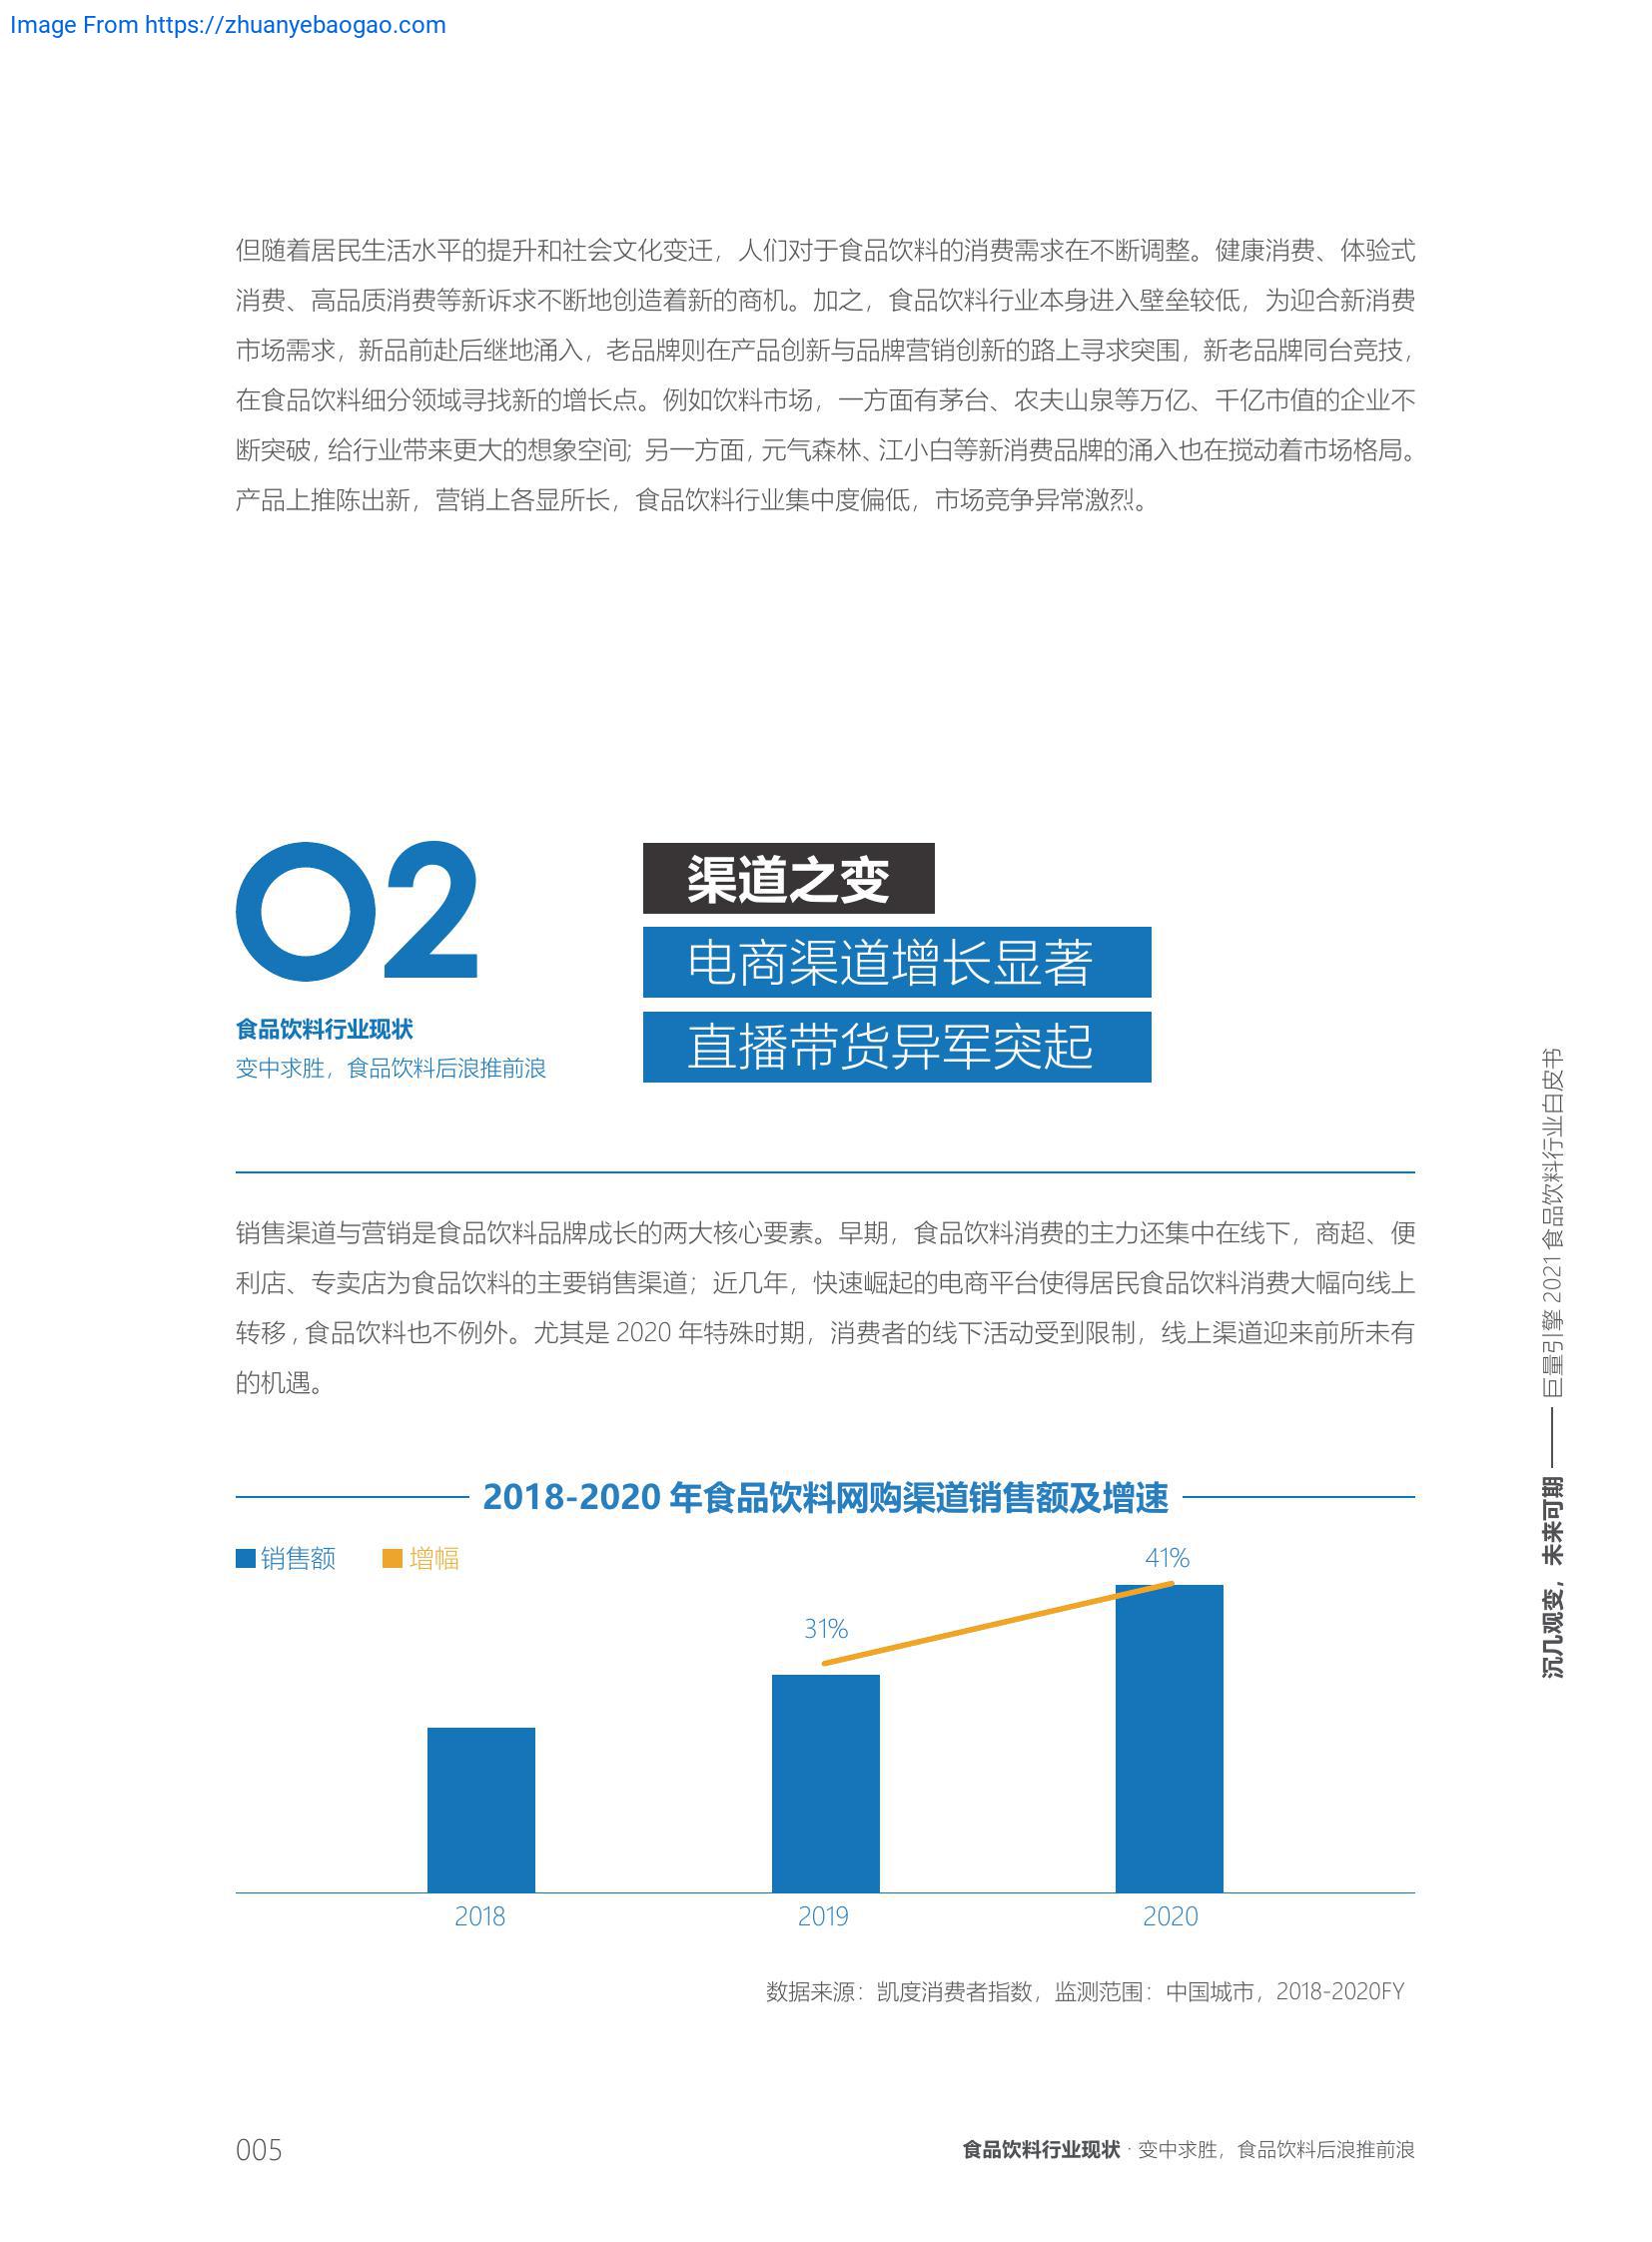 Image From https://zhuanyebaogao.com
但随着居民生活水平的提升和社会文化变迁，人们对于食品饮料的消费需求在不断调整。健康消费、体验式
消费、高品质消费等新诉求不断地创造着新的商机。加之，食品饮料行业本身进入壁垒较低，为迎合新消费
市场需求，新品前赴后继地涌入，老品牌则在产品创新与品牌营销创新的路上寻求突围，新老品牌同台竞技，
在食品饮料细分领域寻找新的增长点。例如饮料市场，一方面有茅台、农夫山泉等万亿、千亿市值的企业不
断突破，给行业带来更大的想象空间；另一方面，元气森林、江小白等新消费品牌的涌入也在搅动着市场格局。
产品上推陈出新，营销上各显所长，食品饮料行业集中度偏低，市场竞争异常激烈。
02
食品饮料行业现状
变中求胜，食品饮料后浪推前浪
渠道之变
电商渠道增长显著
直播带货异军突起
销售渠道与营销是食品饮料品牌成长的两大核心要素。早期，食品饮料消费的主力还集中在线下，商超、便
利店、专卖店为食品饮料的主要销售渠道；近几年，快速崛起的电商平台使得居民食品饮料消费大幅向线上
转移，食品饮料也不例外。尤其是 2020 年特殊时期，消费者的线下活动受到限制，线上渠道迎来前所未有
的机遇。
2018-2020 年食品饮料网购渠道销售额及增速
销售额 增幅
41%
31%
2018 2019 2020
数据来源：凯度消费者指数，监测范围：中国城市，2018-2020FY
沉几观变，未来可期 —— 巨量引擎 2021 食品饮料行业白皮书
005
食品饮料行业现状 · 变中求胜，食品饮料后浪推前浪